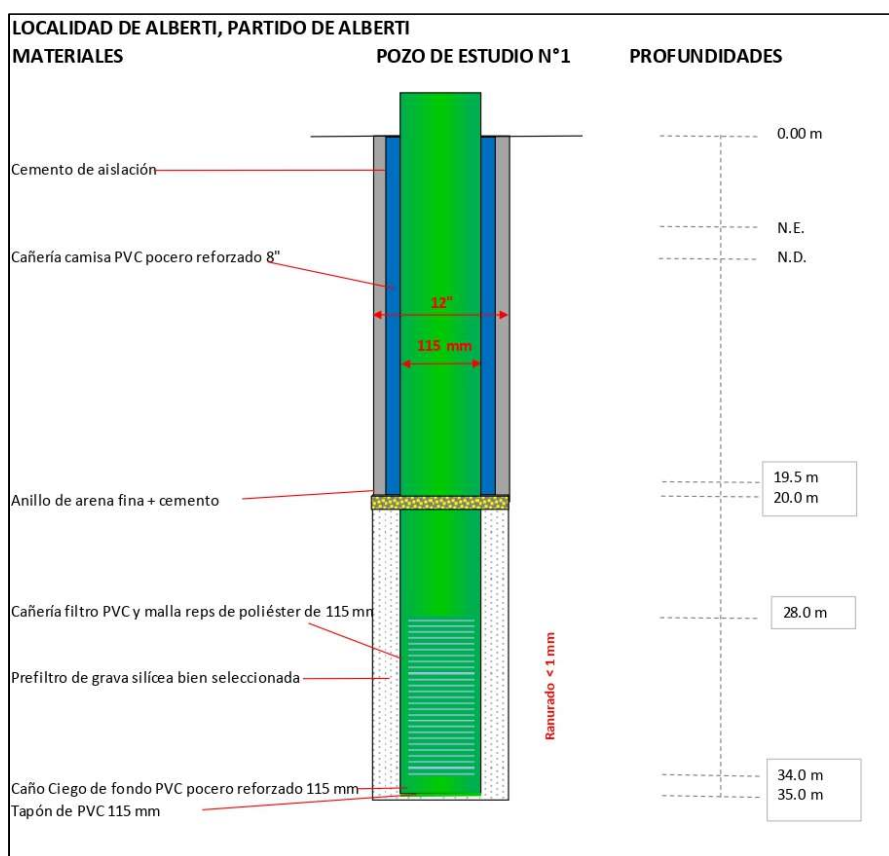 LOCALIDAD DE ALBERTI, PARTIDO DE ALBERTI
MATERIALES
POZO DE ESTUDIO N°1
PROFUNDIDADES
0.00 m
Cemento de aislación
N.E.
Cañería camisa PVC pocero reforzado 8"
N.D.
12"
115 mm
19.5 m
Anillo de arena fina + cemento
20.0 m
Cañería filtro PVC y malla reps de poliéster de 115 mm
28.0 m
Ranurado < 1 mm
Prefiltro de grava silícea bien seleccionada
34.0 m
Caño Ciego de fondo PVC pocero reforzado 115 mm
35.0 m
Tapón de PVC 115 mm